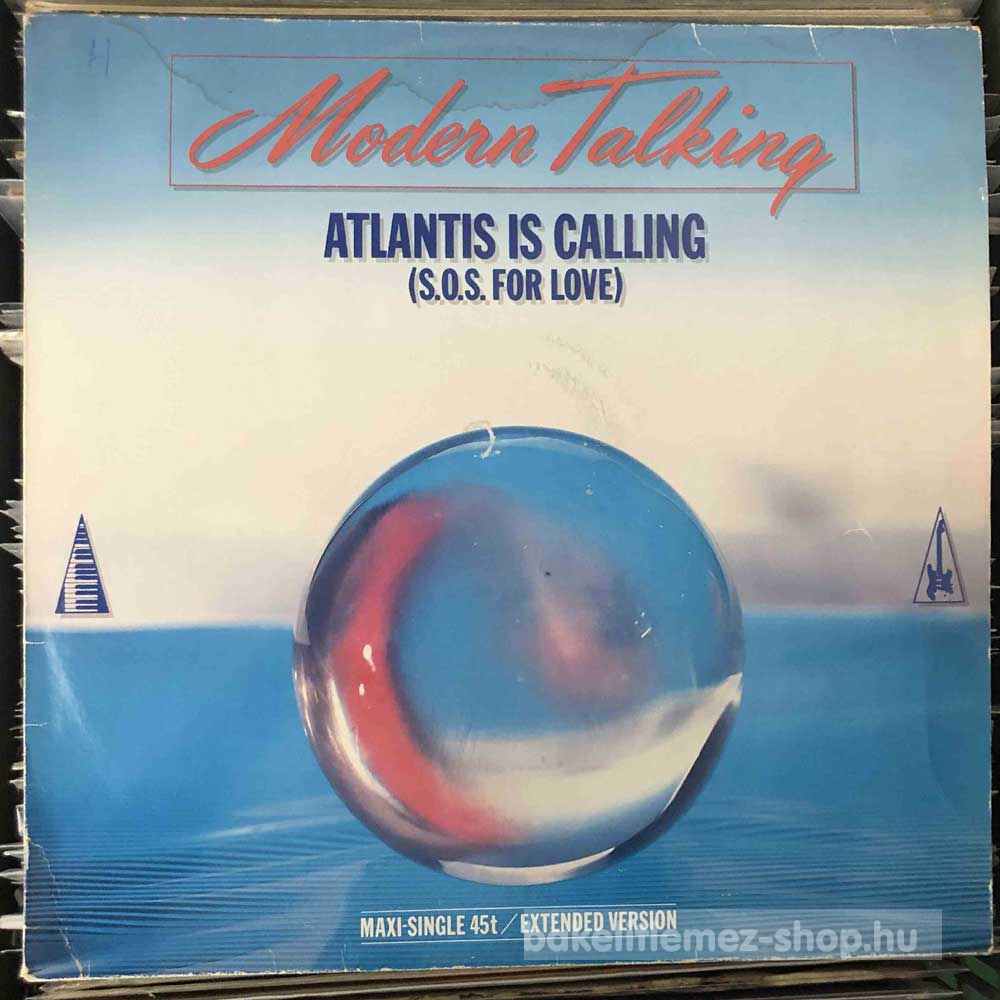 Modern Talking
ATLANTIS IS CALLING
(S.O.S. FOR LOVE)
MAXI-SINGLE 45t / EXTENDED VERSION
bakelitlemez-shop.hu